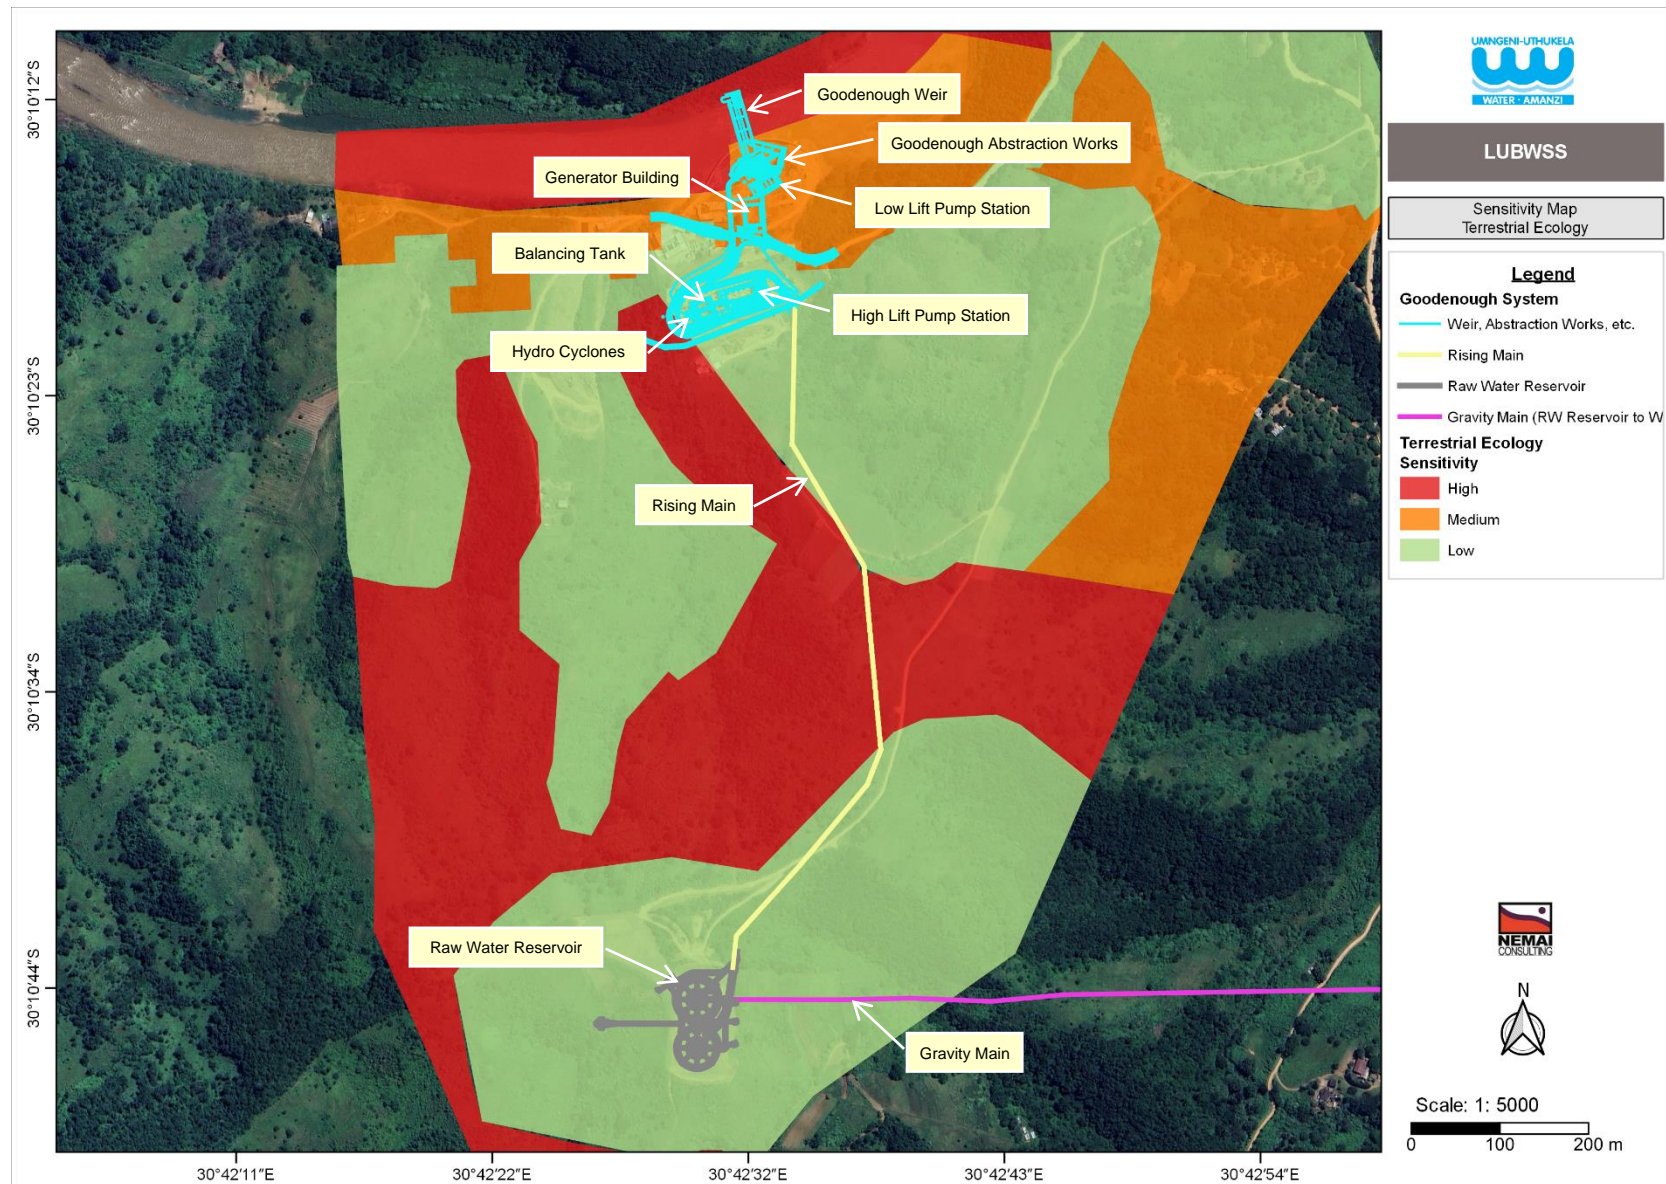 Goodenough Weir
Goodenough Abstraction Works
Generator Building
Low Lift Pump Station
Balancing Tank
High Lift Pump Station
Hydro Cyclones
Rising Main
Raw Water Reservoir
Gravity Main
30°10'12"S
30°10'23"S
30°10'34"S
30°10'44"S
30°42'11"E
30°42'22"E
30°42'32"E
30°42'43"E
30°42'54"E
UMNGENI-UTHUKELA
WATER · AMANZI
LUBWSS
Sensitivity Map
Terrestrial Ecology
Legend
Goodenough System
Weir, Abstraction Works, etc.
Rising Main
Raw Water Reservoir
Gravity Main (RW Reservoir to W
Terrestrial Ecology
Sensitivity
High
Medium
Low
NEMAI
CONSULTING
N
Scale: 1: 5000
0 100 200 m